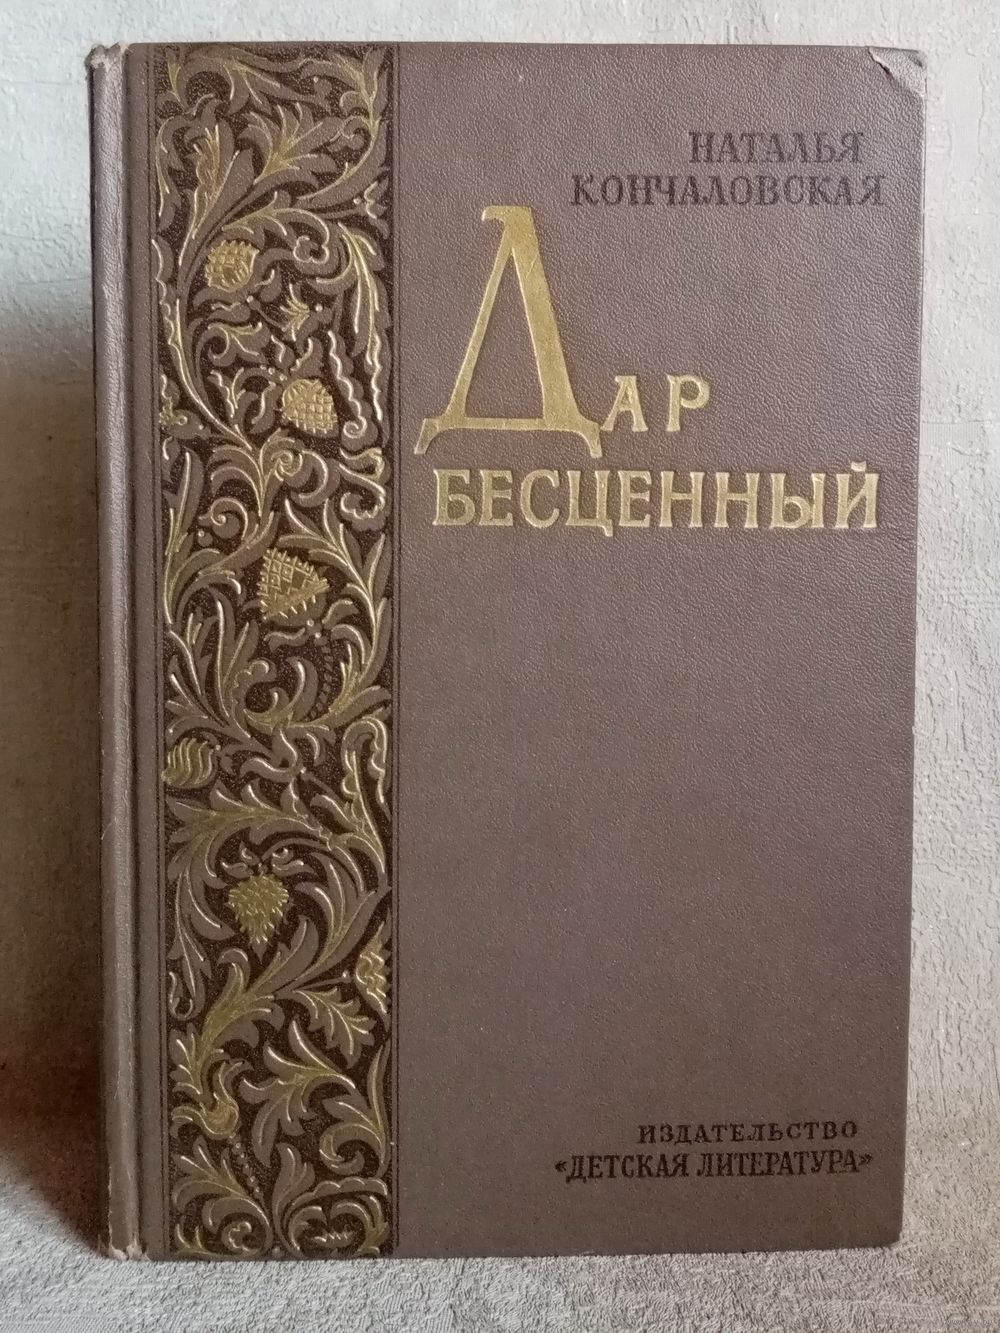 НАТАЛЬЯ
КОНЧАЛОВСКАЯ
ДАР
БЕСЦЕННЫЙ
ИЗДАТЕЛЬСТВО
«ДЕТСКАЯ ЛИТЕРАТУРА»